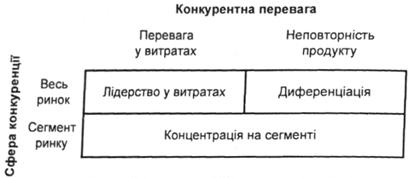 Конкурентна перевага
Перевага
у витратах
Неповторність
продукту
Сфера конкуренції
Весь
ринок
Лідерство у витратах
Диференціація
Сегмент
ринку
Концентрація на сегменті